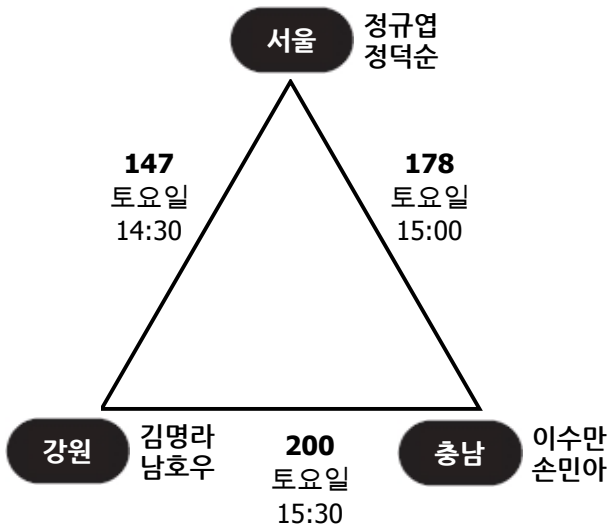 서울
정규엽
정덕순
147
토요일
14:30
178
토요일
15:00
강원
김명라
남호우
200
토요일
15:30
충남
이수만
손민아